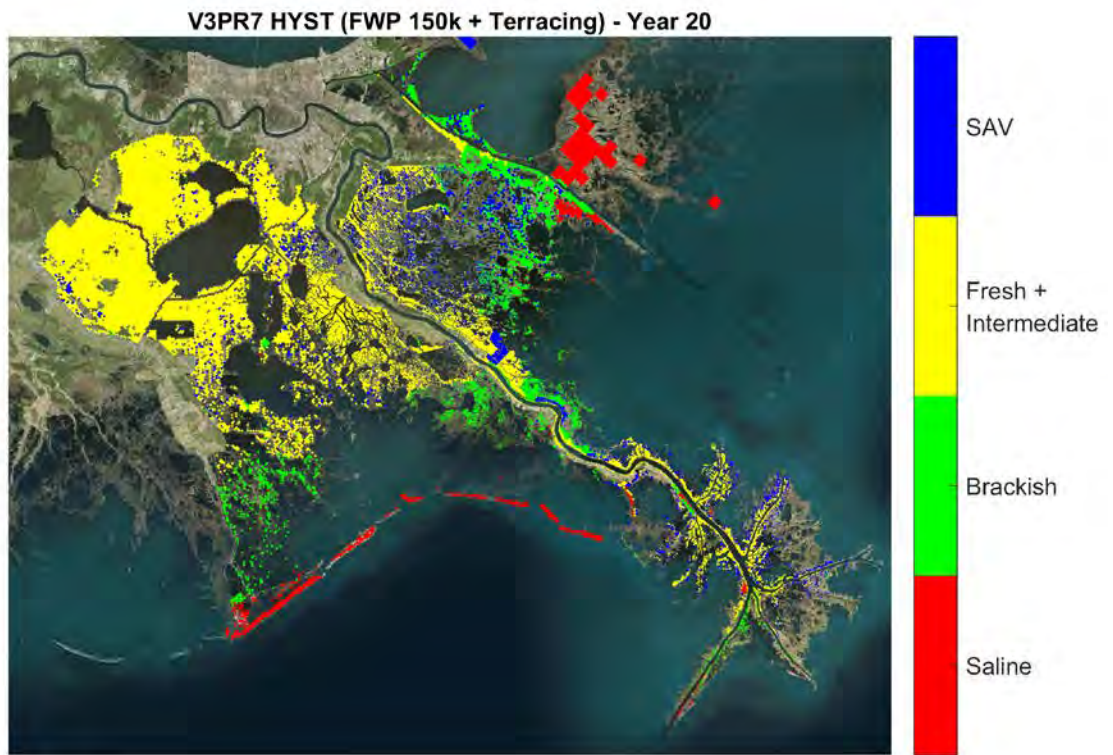 V3PR7 HYST (FWP 150k + Terracing) - Year 20
SAV
Fresh +
Intermediate
Brackish
Saline